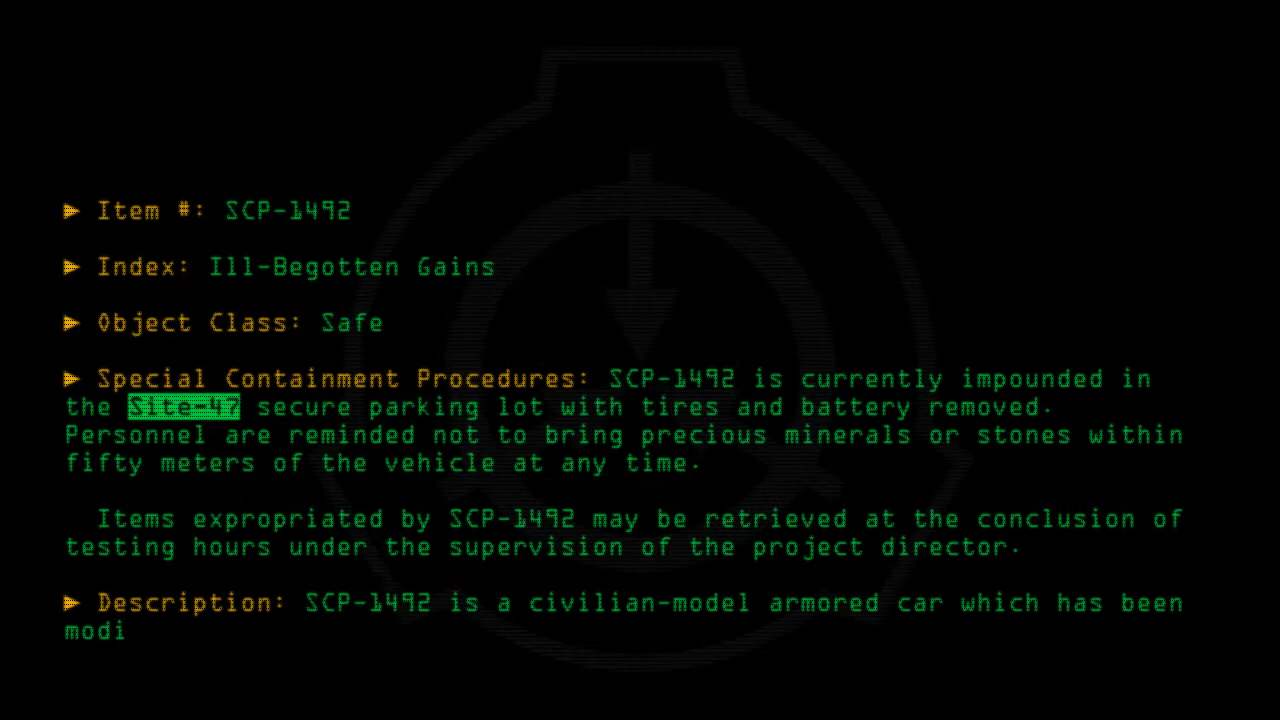 ► Item #: SCP-1492
► Index: Ill-Begotten Gains
► Object Class: Safe
► Special Containment Procedures: SCP-1492 is currently impounded in
the Site-47 secure parking lot with tires and battery removed.
Personnel are reminded not to bring precious minerals or stones within
fifty meters of the vehicle at any time.
Items expropriated by SCP-1492 may be retrieved at the conclusion of
testing hours under the supervision of the project director.
► Description: SCP-1492 is a civilian-model armored car which has been
modi